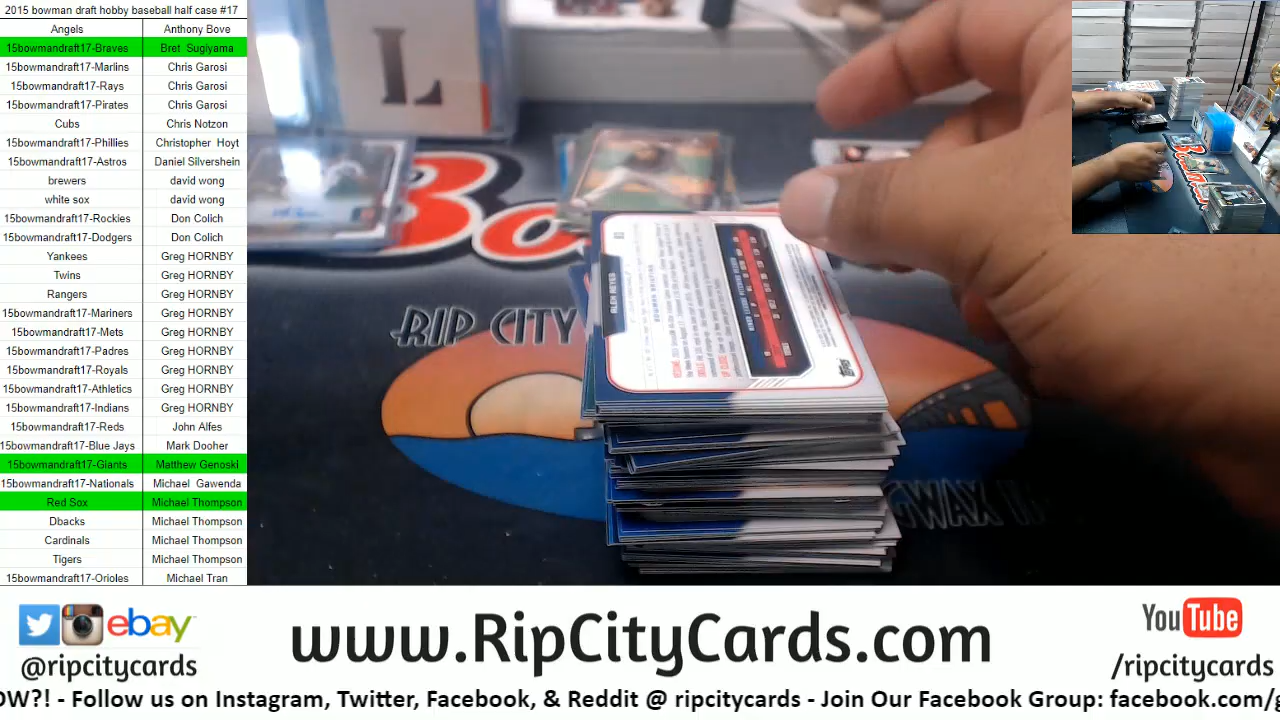 2015 bowman draft hobby baseball half case #17
Angels Anthony Bove
15bowmandraft17-Braves Bret Sugiyama
15bowmandraft17-Marlins Chris Garosi
15bowmandraft17-Rays Chris Garosi
15bowmandraft17-Pirates Chris Garosi
Cubs Chris Notzon
15bowmandraft17-Phillies Christopher Hoyt
15bowmandraft17-Astros Daniel Silvershein
brewers david wong
white sox david wong
15bowmandraft17-Rockies Don Colich
15bowmandraft17-Dodgers Don Colich
Yankees Greg HORNBY
Twins Greg HORNBY
Rangers Greg HORNBY
15bowmandraft17-Mariners Greg HORNBY
15bowmandraft17-Mets Greg HORNBY
15bowmandraft17-Padres Greg HORNBY
15bowmandraft17-Royals Greg HORNBY
15bowmandraft17-Athletics Greg HORNBY
15bowmandraft17-Indians Greg HORNBY
15bowmandraft17-Reds John Alfes
15bowmandraft17-Blue Jays Mark Dooher
15bowmandraft17-Giants Matthew Genoski
15bowmandraft17-Nationals Michael Gawenda
Red Sox Michael Thompson
Dbacks Michael Thompson
Cardinals Michael Thompson
Tigers Michael Thompson
15bowmandraft17-Orioles Michael Tran
L
Bo
ALEX REYES
Topps
RIP CITY
ebay
@ripcitycards
www.RipCityCards.com
YouTube
/ripcitycards
OW?! - Follow us on Instagram, Twitter, Facebook, & Reddit @ ripcitycards - Join Our Facebook Group: facebook.com/g